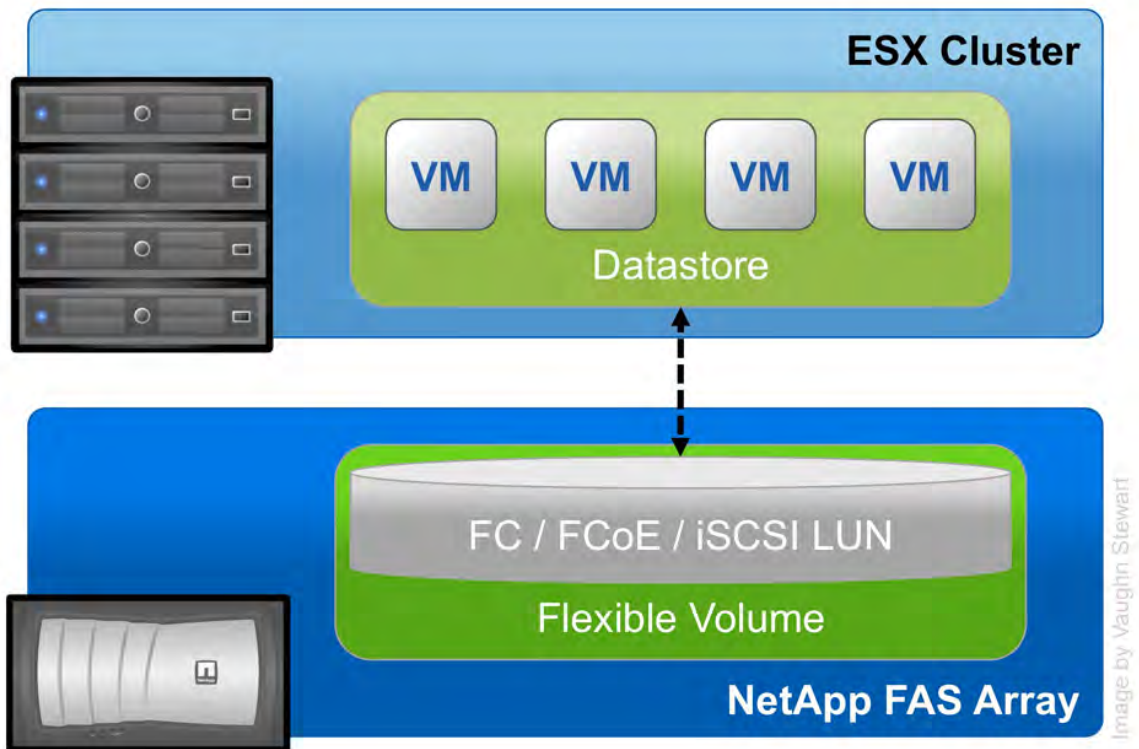 ESX Cluster
VM VM VM VM
Datastore
FC / FCoE / iSCSI LUN
Flexible Volume
NetApp FAS Array
Image by Vaughn Stewart